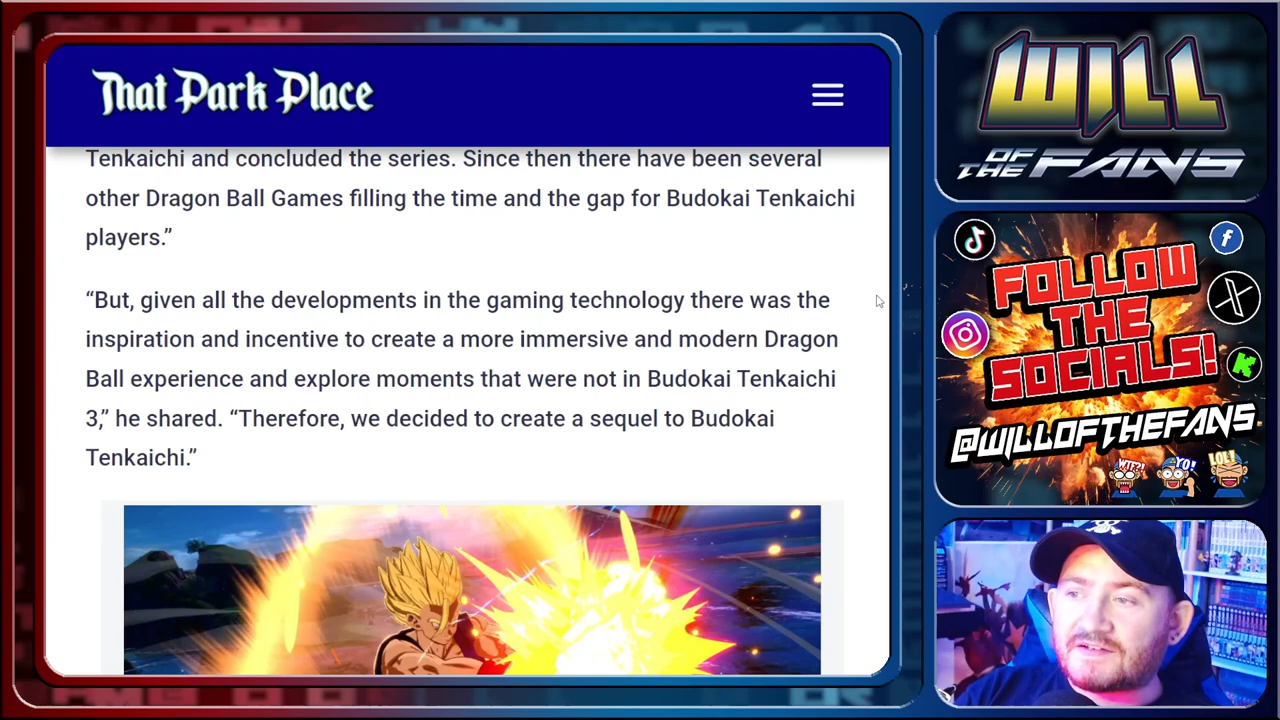 That Park Place
Tenkaichi and concluded the series. Since then there have been several
other Dragon Ball Games filling the time and the gap for Budokai Tenkaichi
players.”
“But, given all the developments in the gaming technology there was the
inspiration and incentive to create a more immersive and modern Dragon
Ball experience and explore moments that were not in Budokai Tenkaichi
3,” he shared. “Therefore, we decided to create a sequel to Budokai
Tenkaichi.”
WILL
OF THE FANS
FOLLOW
THE
SOCIALS!
@WILLOFTHEFANS
WTF?!
YO!
LOL!